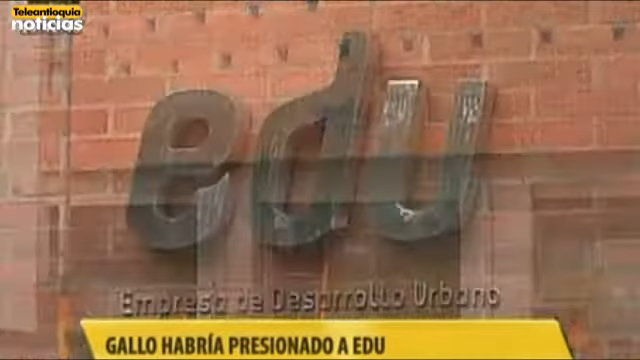 Teleantioquia
noticias
edu
Empresa de Desarrollo Urbano
GALLO HABRÍA PRESIONADO A EDU